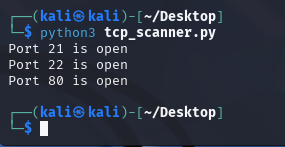 ┌──(kali㉿kali)-[~/Desktop]
└─$ python3 tcp_scanner.py
Port 21 is open
Port 22 is open
Port 80 is open
┌──(kali㉿kali)-[~/Desktop]
└─$